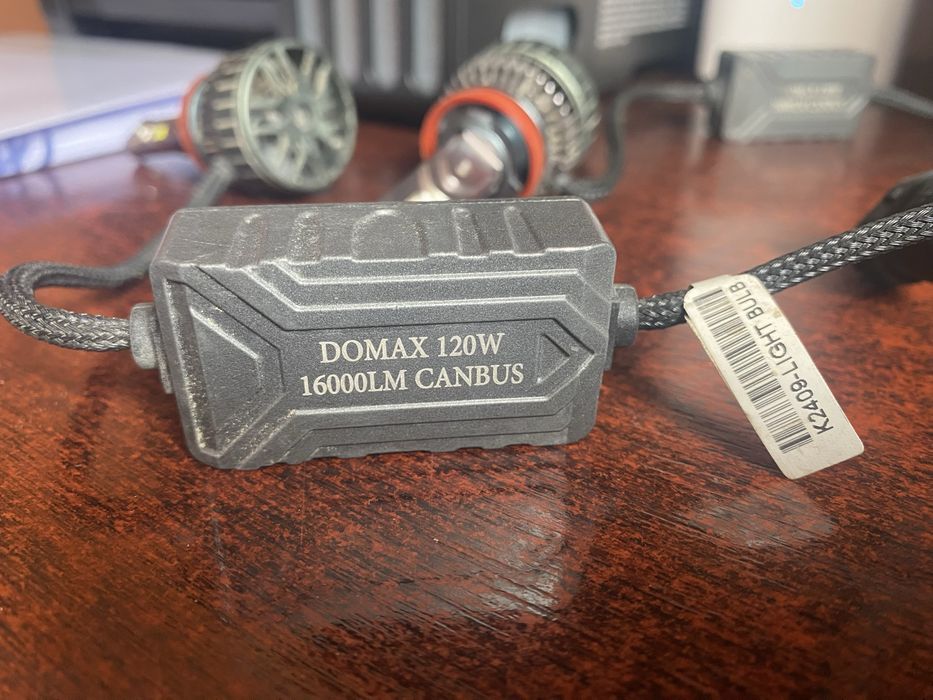 DOMAX 120W
16000LM CANBUS
K2409-LIGHT BULB